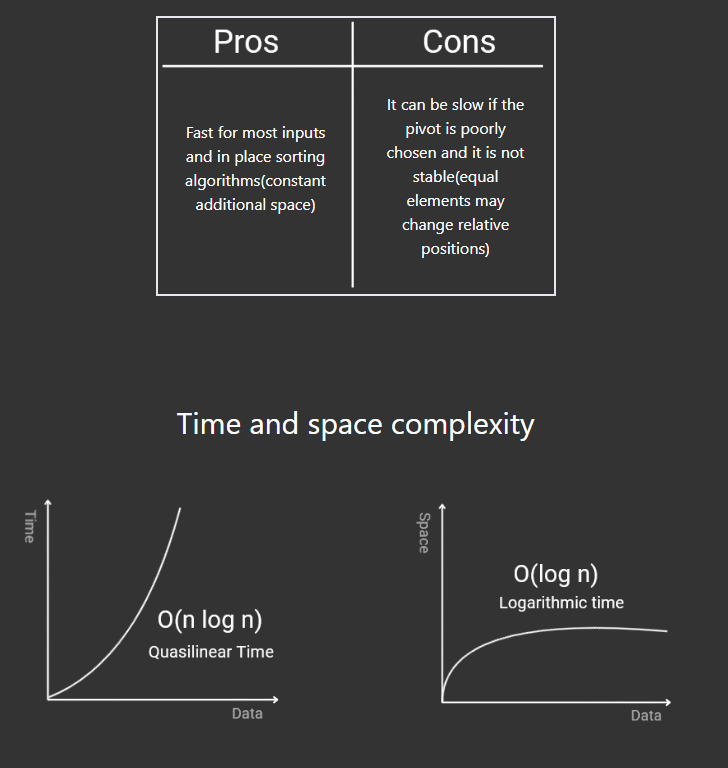 Pros
Cons
Fast for most inputs
and in place sorting
algorithms(constant
additional space)
It can be slow if the
pivot is poorly
chosen and it is not
stable(equal
elements may
change relative
positions)
Time and space complexity
Time
O(n log n)
Quasilinear Time
Data
Space
O(log n)
Logarithmic time
Data